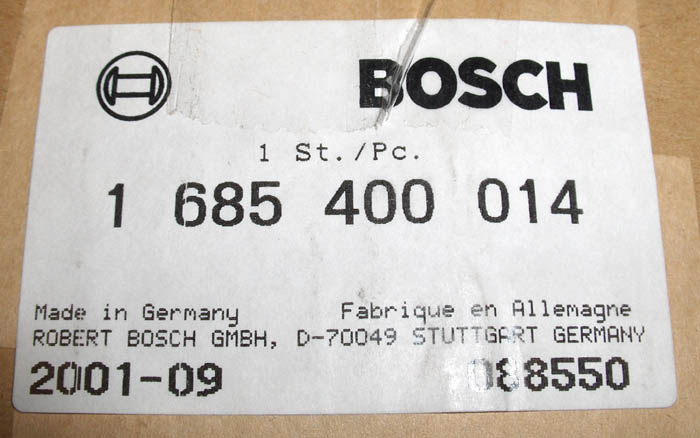 BOSCH
1 St./Pc.
1 685 400 014
Made in Germany Fabrique en Allemagne
ROBERT BOSCH GMBH, D-70049 STUTTGART GERMANY
2001-09 088550